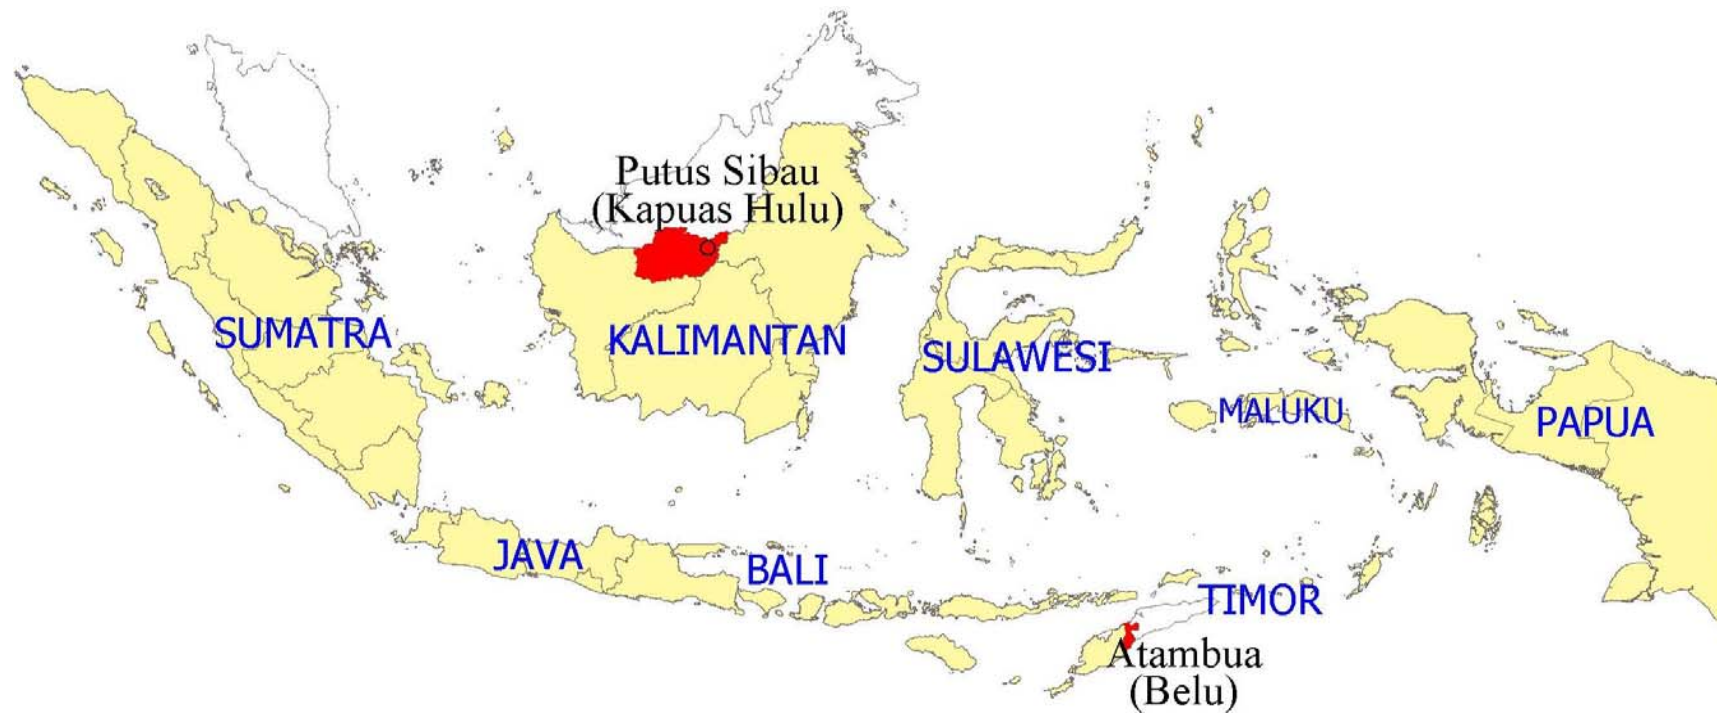 Putus Sibau
(Kapuas Hulu)
SUMATRA
KALIMANTAN
SULAWESI
MALUKU
PAPUA
JAVA
BALI
TIMOR
Atambua
(Belu)